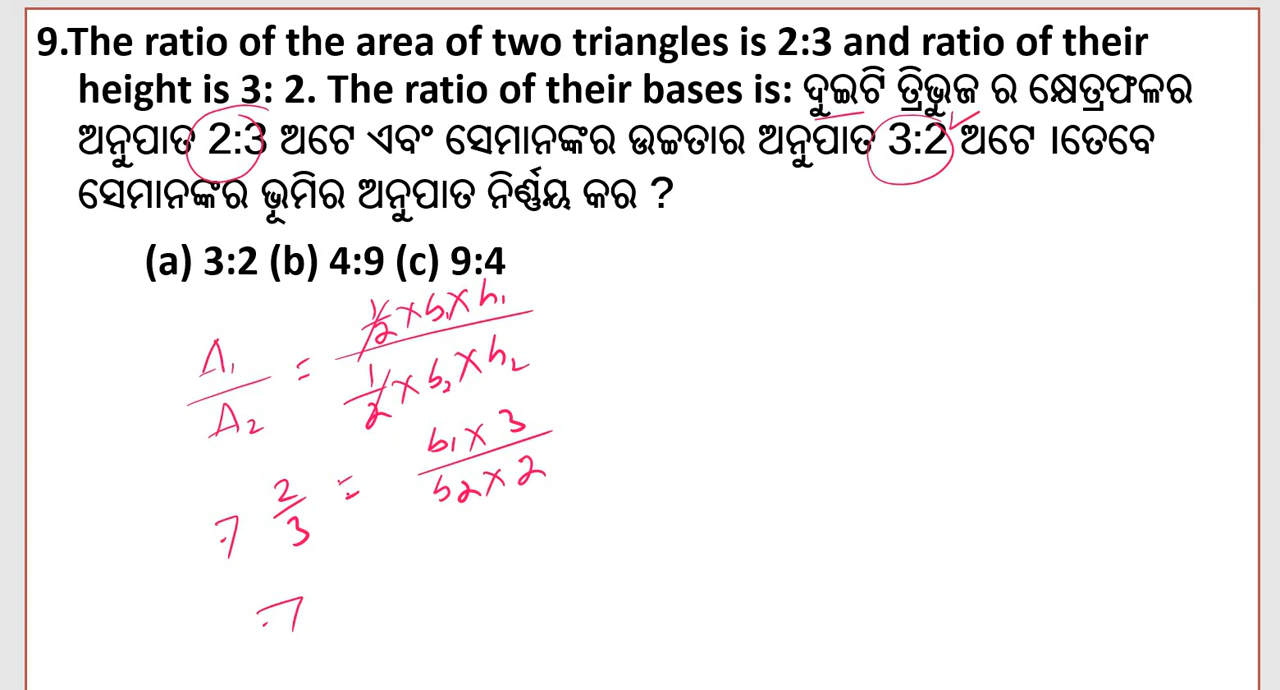 9.The ratio of the area of two triangles is 2:3 and ratio of their
height is 3: 2. The ratio of their bases is: ଦୁଇଟି ତ୍ରିଭୁଜ ର କ୍ଷେତ୍ରଫଳର
ଅନୁପାତ 2:3 ଅଟେ ଏବଂ ସେମାନଙ୍କର ଉଚ୍ଚତାର ଅନୁପାତ 3:2 ଅଟେ ।ତେବେ
ସେମାନଙ୍କର ଭୂମିର ଅନୁପାତ ନିର୍ଣ୍ଣୟ କର ?
(a) 3:2 (b) 4:9 (c) 9:4
A₁/A₂ = (1/2 × b₁ × h₁)/(1/2 × b₂ × h₂)
⇒ 2/3 = (b₁ × 3)/(b2 × 2)
⇒